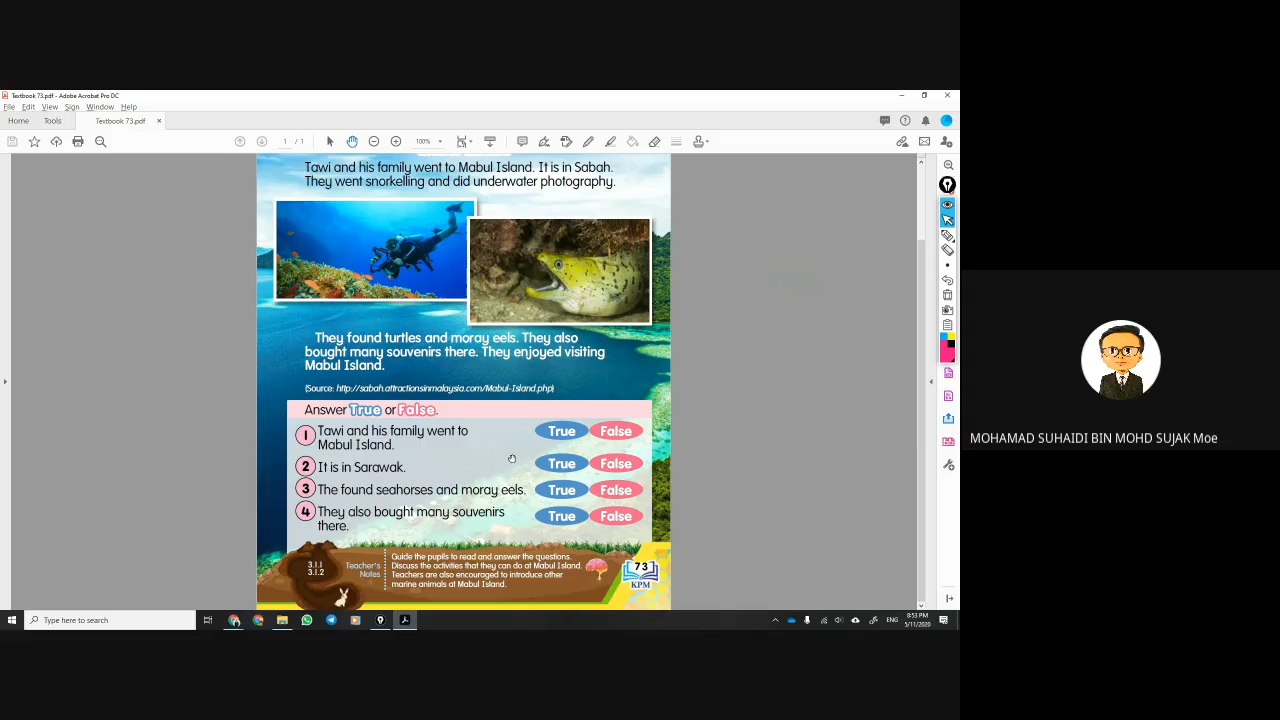 Textbook 73.pdf - Adobe Acrobat Pro DC
File Edit View Sign Window Help
Home Tools Textbook 73.pdf ×
1 / 1 100%
Tawi and his family went to Mabul Island. It is in Sabah.
They went snorkelling and did underwater photography.
They found turtles and moray eels. They also
bought many souvenirs there. They enjoyed visiting
Mabul Island.
(Source: http://sabah.attractionsinmalaysia.com/Mabul-Island.php)
Answer True or False.
1 Tawi and his family went to
Mabul Island. True False
2 It is in Sarawak. True False
3 The found seahorses and moray eels. True False
4 They also bought many souvenirs
there. True False
3.1.1
3.1.2
Teacher's
Notes
Guide the pupils to read and answer the questions.
Discuss the activities that they can do at Mabul Island.
Teachers are also encouraged to introduce other
marine animals at Mabul Island.
73
KPM
MOHAMAD SUHAIDI BIN MOHD SUJAK Moe
Type here to search
ENG
8:53 PM
5/11/2020